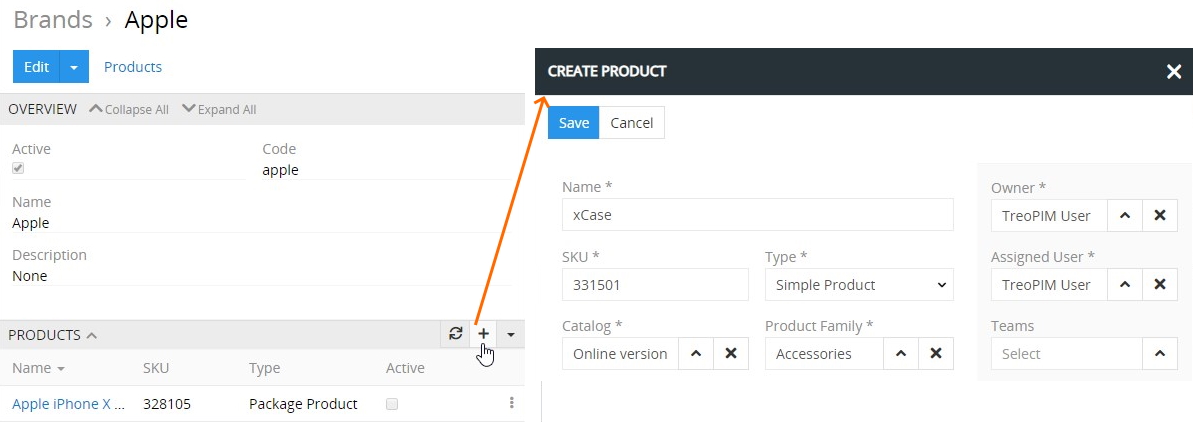 Brands › Apple
Edit Products
OVERVIEW Collapse All Expand All
Active Code
apple
Name
Apple
Description
None
PRODUCTS
Name SKU Type Active
Apple iPhone X ... 328105 Package Product
CREATE PRODUCT
Save Cancel
Name *
xCase
SKU * Type *
331501 Simple Product
Catalog * Product Family *
Online version Accessories
Owner *
TreoPIM User
Assigned User *
TreoPIM User
Teams
Select